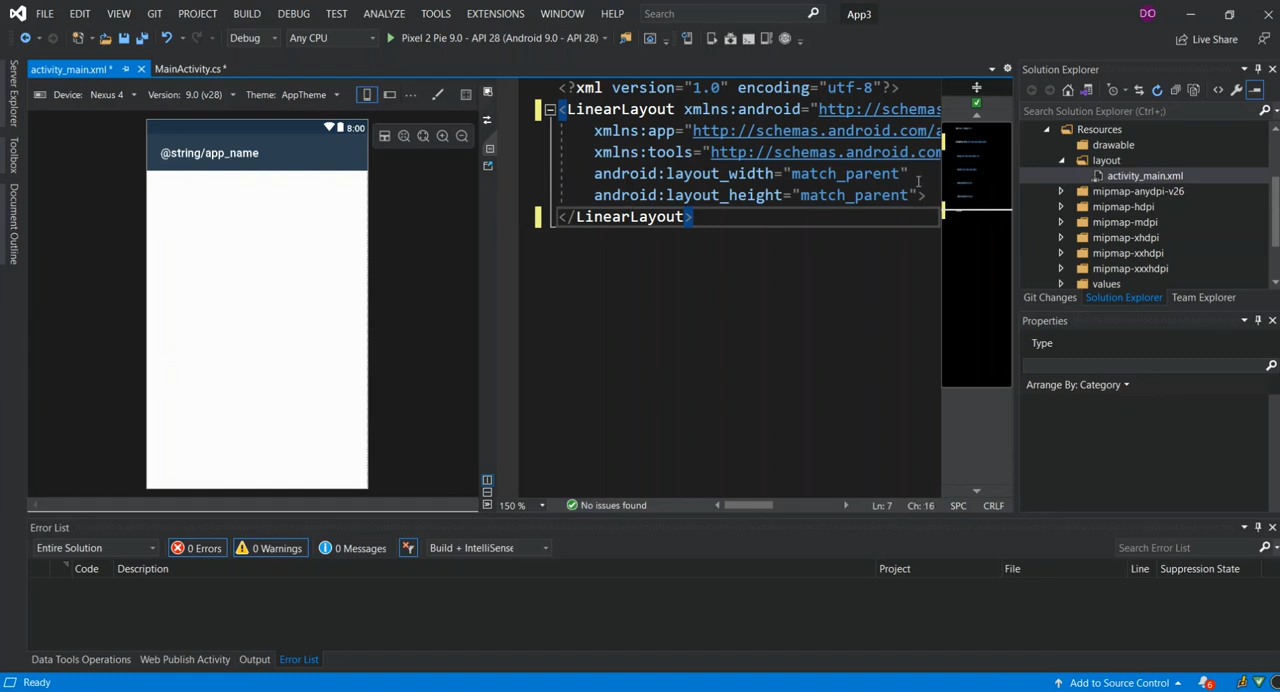 FILE EDIT VIEW GIT PROJECT BUILD DEBUG TEST ANALYZE TOOLS EXTENSIONS WINDOW HELP Search App3 DO
Debug Any CPU Pixel 2 Pie 9.0 - API 28 (Android 9.0 - API 28) Live Share
activity_main.xml* MainActivity.cs*
Device: Nexus 4 Version: 9.0 (v28) Theme: AppTheme
Server Explorer
Toolbox
Document Outline
8:00
@string/app_name
<?xml version="1.0" encoding="utf-8"?>
<LinearLayout xmlns:android="http://schemas
xmlns:app="http://schemas.android.com/a
xmlns:tools="http://schemas.android.com
android:layout_width="match_parent"
android:layout_height="match_parent">
</LinearLayout>
150 % No issues found Ln: 7 Ch: 16 SPC CRLF
Solution Explorer
Search Solution Explorer (Ctrl+;)
Resources
drawable
layout
activity_main.xml
mipmap-anydpi-v26
mipmap-hdpi
mipmap-mdpi
mipmap-xhdpi
mipmap-xxhdpi
mipmap-xxxhdpi
values
Git Changes Solution Explorer Team Explorer
Properties
Type
Arrange By: Category
Error List
Entire Solution 0 Errors 0 Warnings 0 Messages Build + IntelliSense Search Error List
Code Description Project File Line Suppression State
Data Tools Operations Web Publish Activity Output Error List
Ready Add to Source Control 6